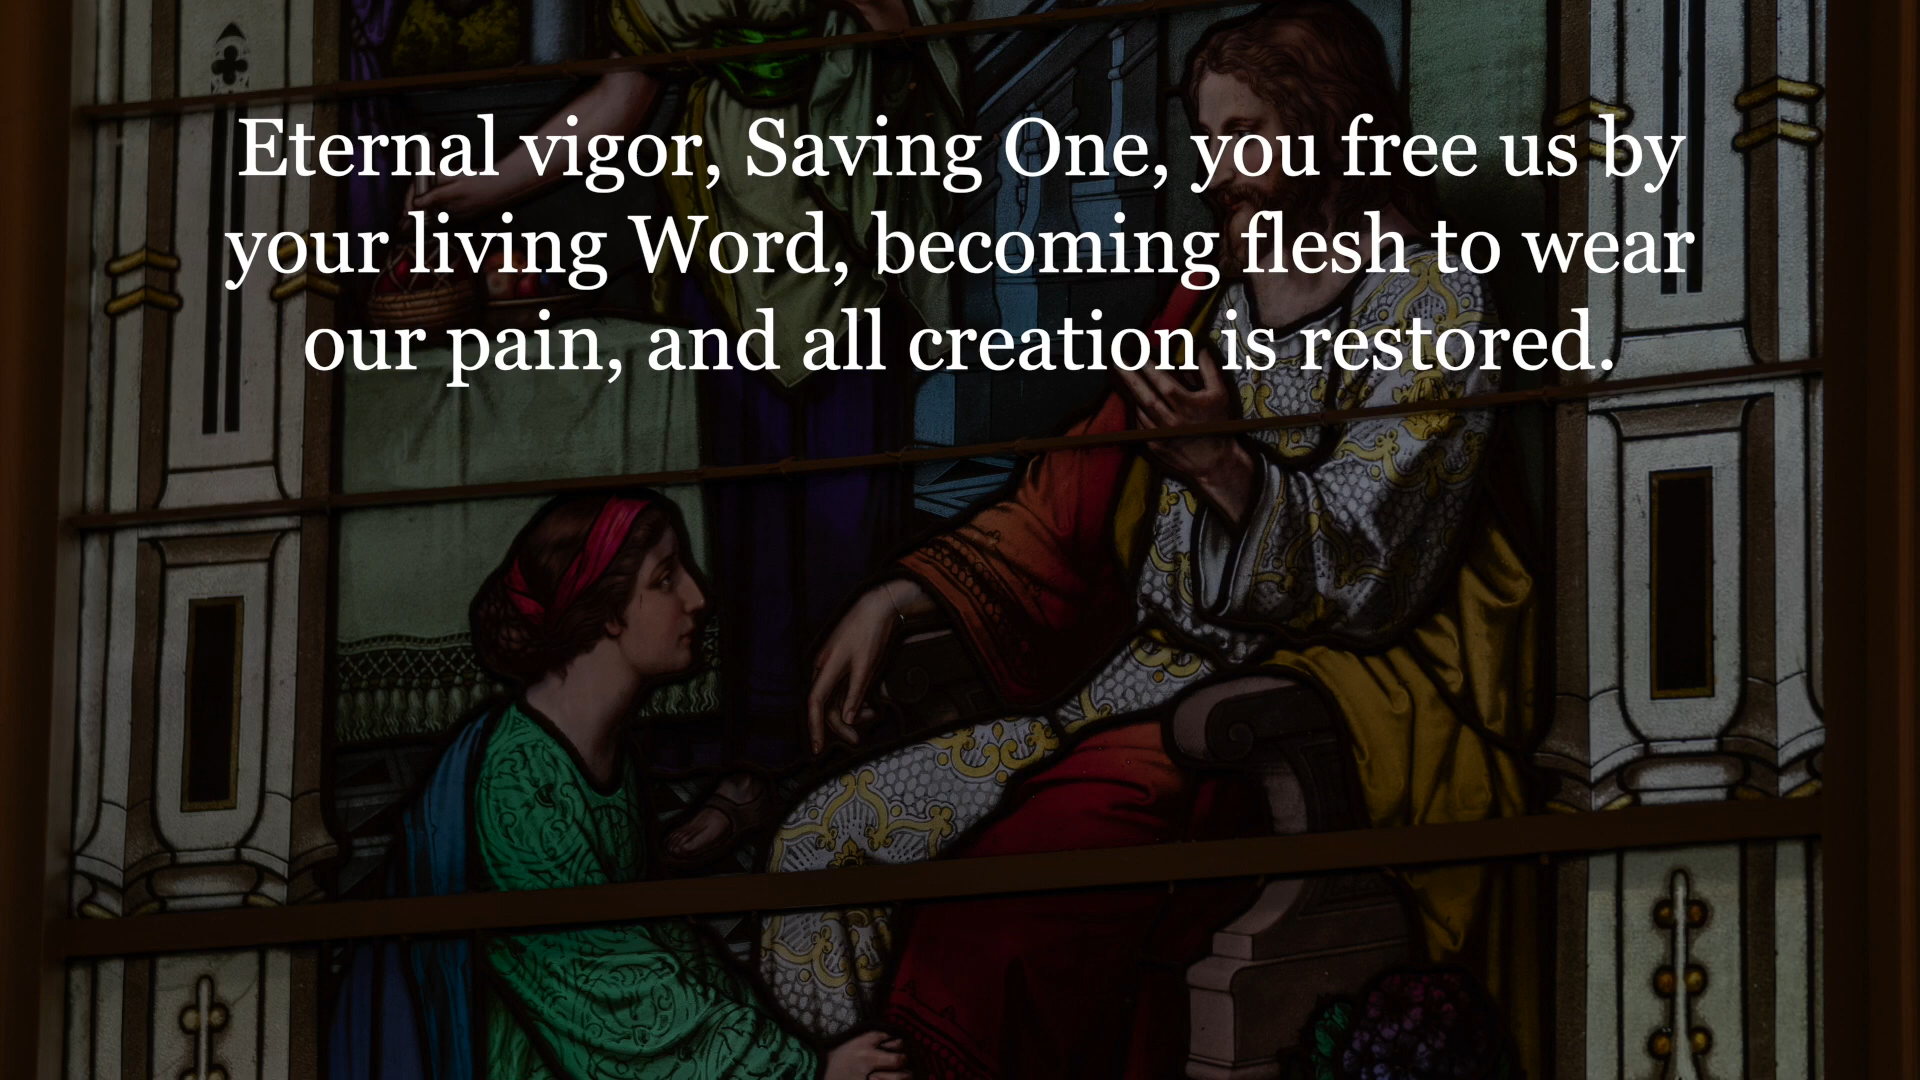 Eternal vigor, Saving One, you free us by
your living Word, becoming flesh to wear
our pain, and all creation is restored.